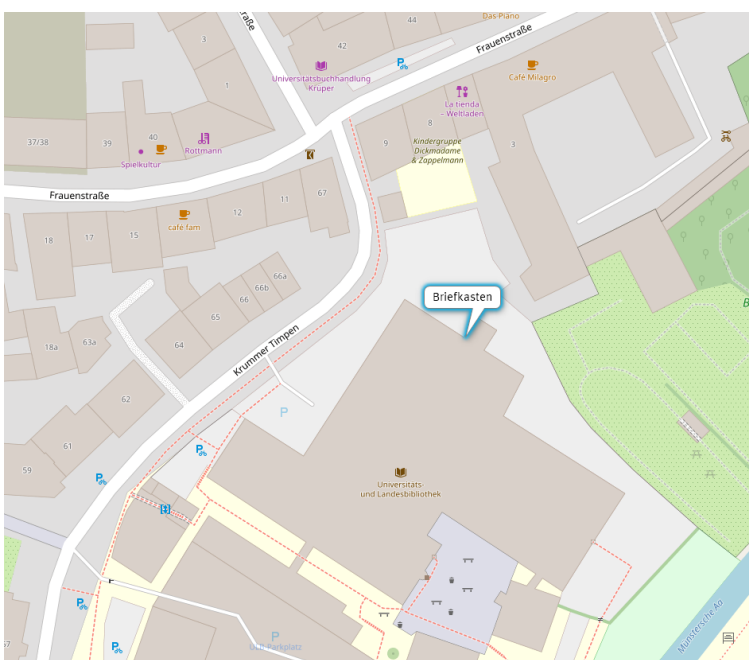 raße
44
Das Piano
Frauenstraße
3
42
Universitätsbuchhandlung
Krüper
P
Café Milagro
1
La tienda
- Weltladen
37/38
39
40
Rottmann
Spielkultur
9
8
3
Kindergruppe
Dickmadame
& Zappelmann
Frauenstraße
67
11
12
café fam
15
17
18
66a
66b
66
65
64
63a
18a
Briefkasten
B
Krummer Timpen
62
P
61
59
P
P
Universitäts-
und Landesbibliothek
P
P
ULB Parkplatz
P
57
Münstersche Aa